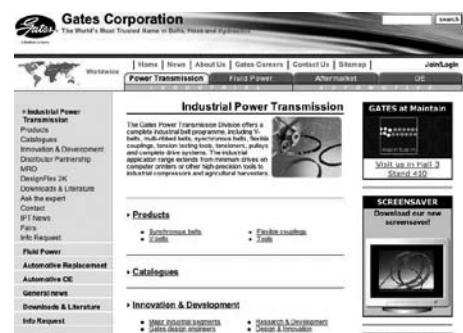 Gates
Gates Corporation
The World's Most Trusted Name in Belts, Hose and Hydraulics
search
Worldwide
Home | News | About Us | Gates Careers | Contact Us | Sitemap |
Join/Login
Power Transmission
Fluid Power
Aftermarket
OE
Industrial Power Transmission
Products
Catalogues
Innovation & Development
Distributor Partnership
MRO
DesignFlex 2K
Downloads & Literature
Ask the expert
Contact
IPT News
Fairs
Info Request
Fluid Power
Automotive Replacement
Automotive OE
General news
Downloads & Literature
Info Request
Industrial Power Transmission
The Gates Power Transmission Division offers a
complete industrial belt programme, including V-
belts, multi-ribbed belts, synchronous belts, flexible
couplings, tension testing tools, tensioners, pulleys
and complete drive systems. The industrial
application range extends from minimum drives on
computer printers or other high-precision tools to
industrial compressors and agricultural harvesters.
Products
Synchronous belts
V-belts
Flexible couplings
Tools
Catalogues
Innovation & Development
Major industrial segments
Gates design engineers
Research & Development
Design & Innovation
GATES at Maintain
Visit us in Hall 3
Stand 410
SCREENSAVER
Download our new
screensaver!